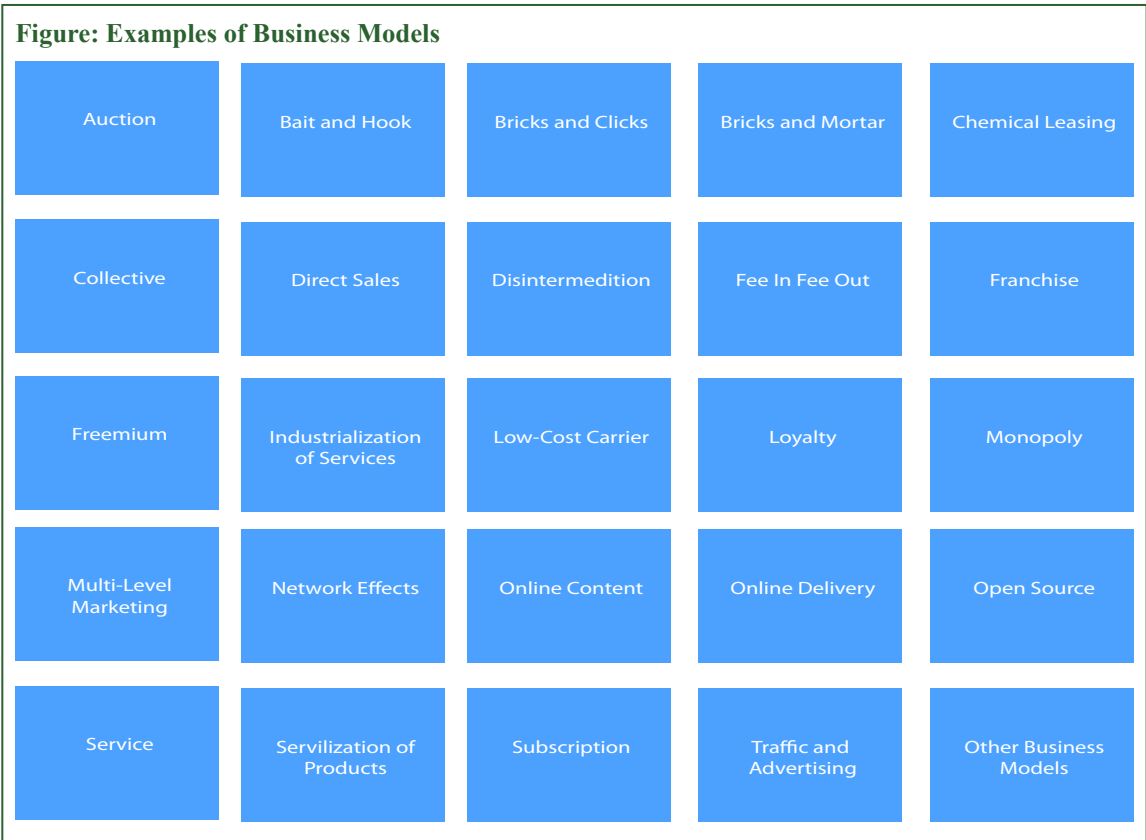 Figure: Examples of Business Models
Auction
Bait and Hook
Bricks and Clicks
Bricks and Mortar
Chemical Leasing
Collective
Direct Sales
Disintermedition
Fee In Fee Out
Franchise
Freemium
Industrialization
of Services
Low-Cost Carrier
Loyalty
Monopoly
Multi-Level
Marketing
Network Effects
Online Content
Online Delivery
Open Source
Service
Servilization of
Products
Subscription
Traffic and
Advertising
Other Business
Models